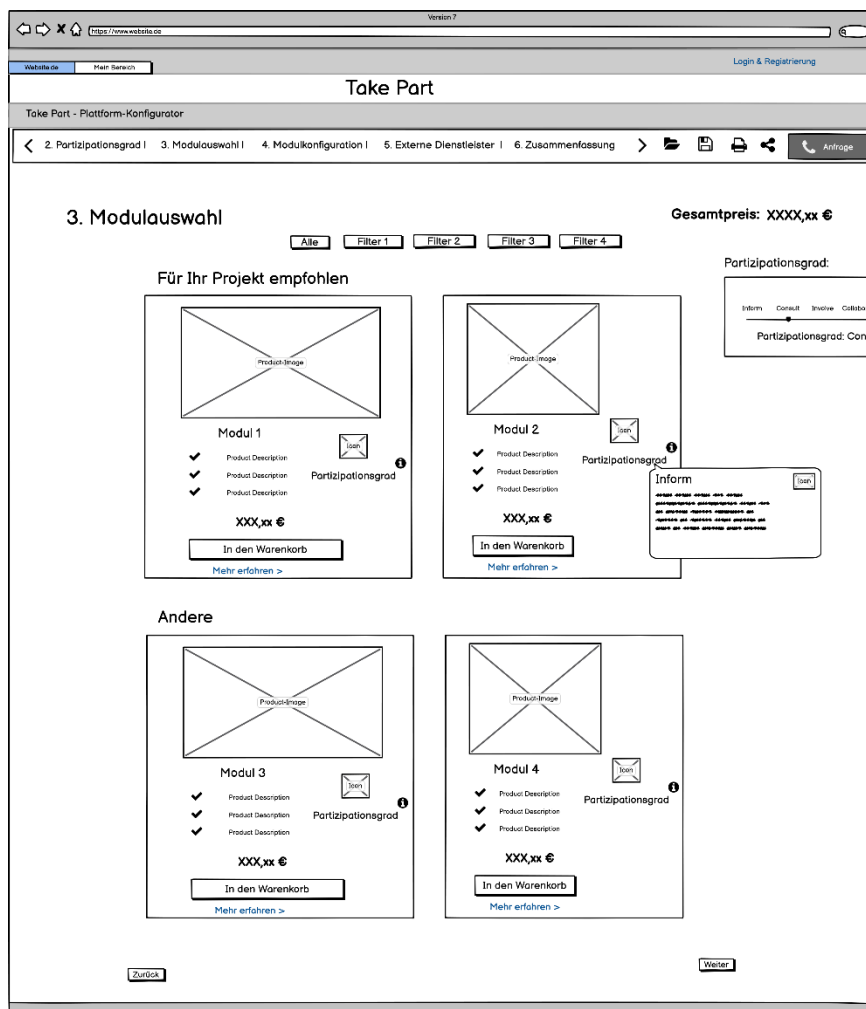 Version 7
https://www.website.de
Login & Registrierung
Website.de
Mein Bereich
Take Part
Take Part - Plattform-Konfigurator
2. Partizipationsgrad |
3. Modulauswahl |
4. Modulkonfiguration |
5. Externe Dienstleister |
6. Zusammenfassung
Anfrage
3. Modulauswahl
Gesamtpreis: XXXX,xx €
Alle
Filter 1
Filter 2
Filter 3
Filter 4
Partizipationsgrad:
Inform
Consult
Involve
Collabo
Partizipationsgrad: Con
Für Ihr Projekt empfohlen
Product-Image
Modul 1
Icon
Product Description
Product Description
Product Description
Partizipationsgrad
XXX,xx €
In den Warenkorb
Mehr erfahren >
Product-Image
Modul 2
Icon
Product Description
Product Description
Product Description
Partizipationsgrad
Inform
Icon
XXX,xx €
In den Warenkorb
Mehr erfahren >
Andere
Product-Image
Modul 3
Icon
Product Description
Product Description
Product Description
Partizipationsgrad
XXX,xx €
In den Warenkorb
Mehr erfahren >
Product-Image
Modul 4
Icon
Product Description
Product Description
Product Description
Partizipationsgrad
XXX,xx €
In den Warenkorb
Mehr erfahren >
Zurück
Weiter